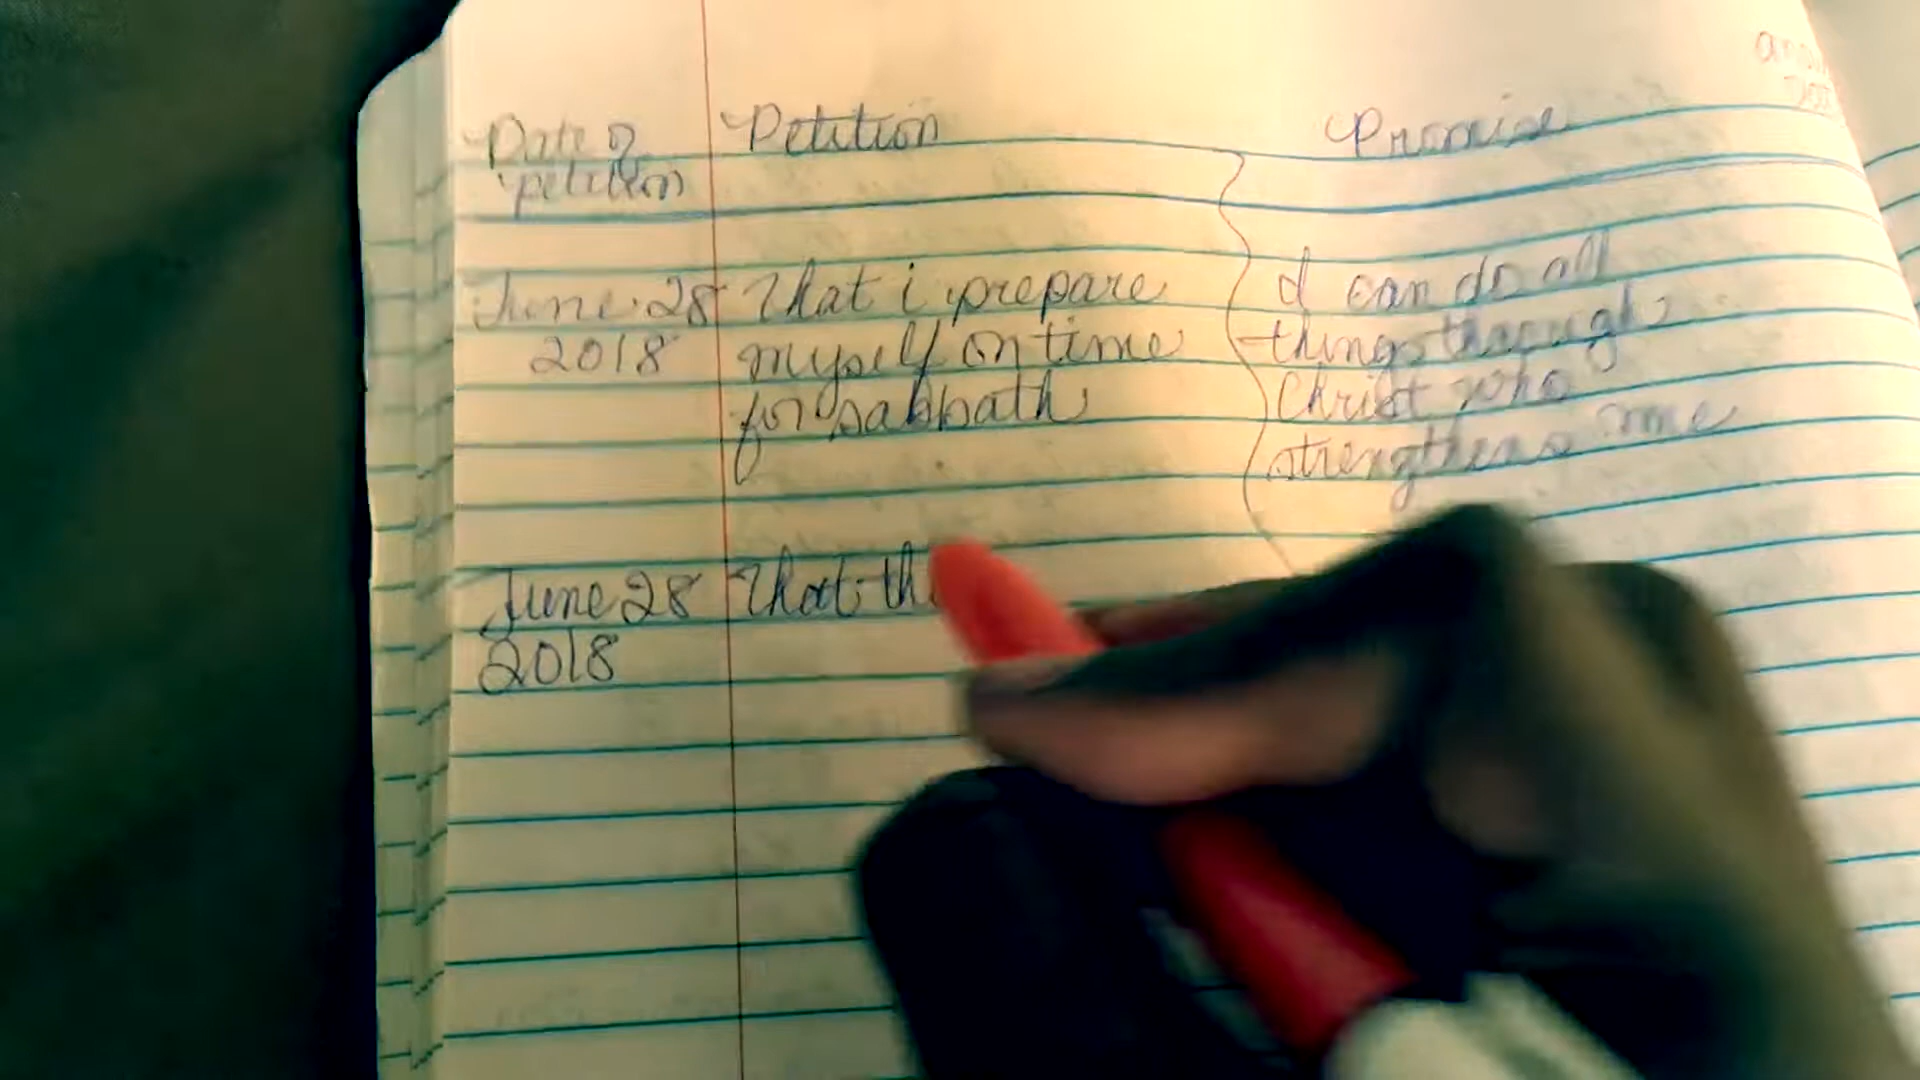 Date of Petition Promise
petition
June 28 That i prepare I can do all
2018 myself on time things through
for sabbath Christ who
strengthens me
June 28 That th
2018